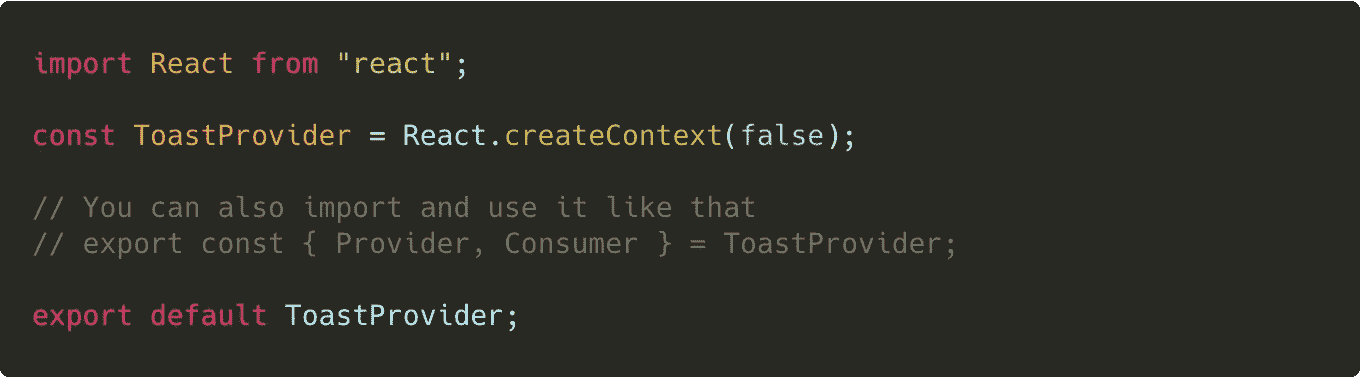 import React from "react";
const ToastProvider = React.createContext(false);
// You can also import and use it like that
// export const { Provider, Consumer } = ToastProvider;
export default ToastProvider;